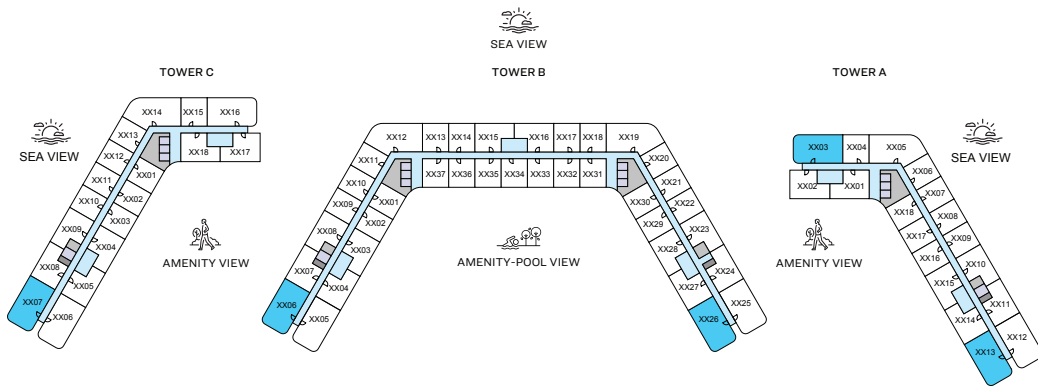 SEA VIEW
TOWER C
TOWER B
TOWER A
SEA VIEW
SEA VIEW
AMENITY VIEW
AMENITY-POOL VIEW
AMENITY VIEW
XX14
XX15
XX16
XX13
XX12
XX11
XX10
XX09
XX08
XX07
XX18
XX17
XX01
XX02
XX03
XX04
XX05
XX06
XX12
XX13
XX14
XX15
XX16
XX17
XX18
XX19
XX11
XX10
XX09
XX08
XX07
XX06
XX37
XX36
XX35
XX34
XX33
XX32
XX31
XX01
XX02
XX03
XX04
XX05
XX20
XX21
XX22
XX23
XX24
XX25
XX30
XX29
XX28
XX27
XX26
XX03
XX04
XX05
XX02
XX01
XX06
XX07
XX08
XX09
XX10
XX11
XX12
XX18
XX17
XX16
XX15
XX14
XX13